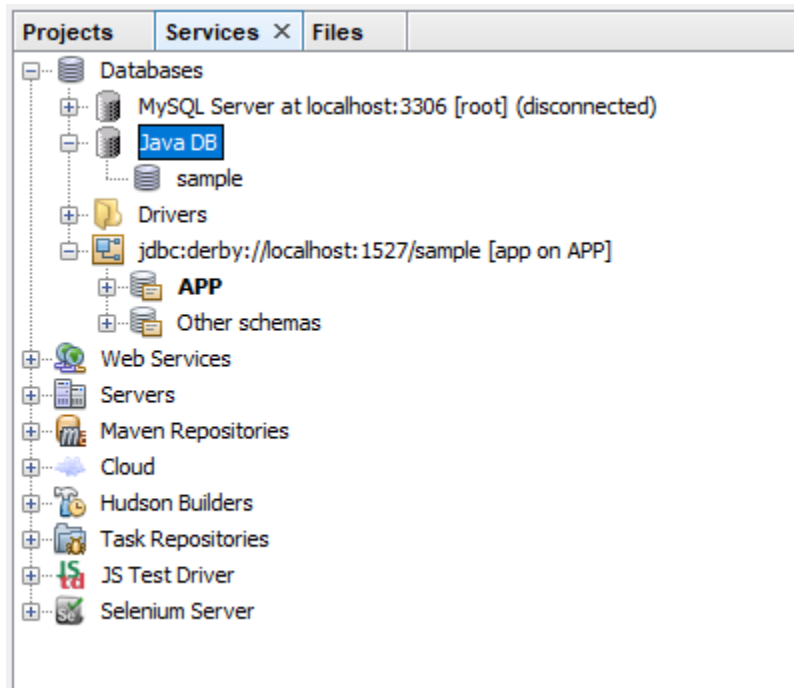 Projects Services × Files
Databases
MySQL Server at localhost:3306 [root] (disconnected)
Java DB
sample
Drivers
jdbc:derby://localhost:1527/sample [app on APP]
APP
Other schemas
Web Services
Servers
Maven Repositories
Cloud
Hudson Builders
Task Repositories
JS Test Driver
Selenium Server